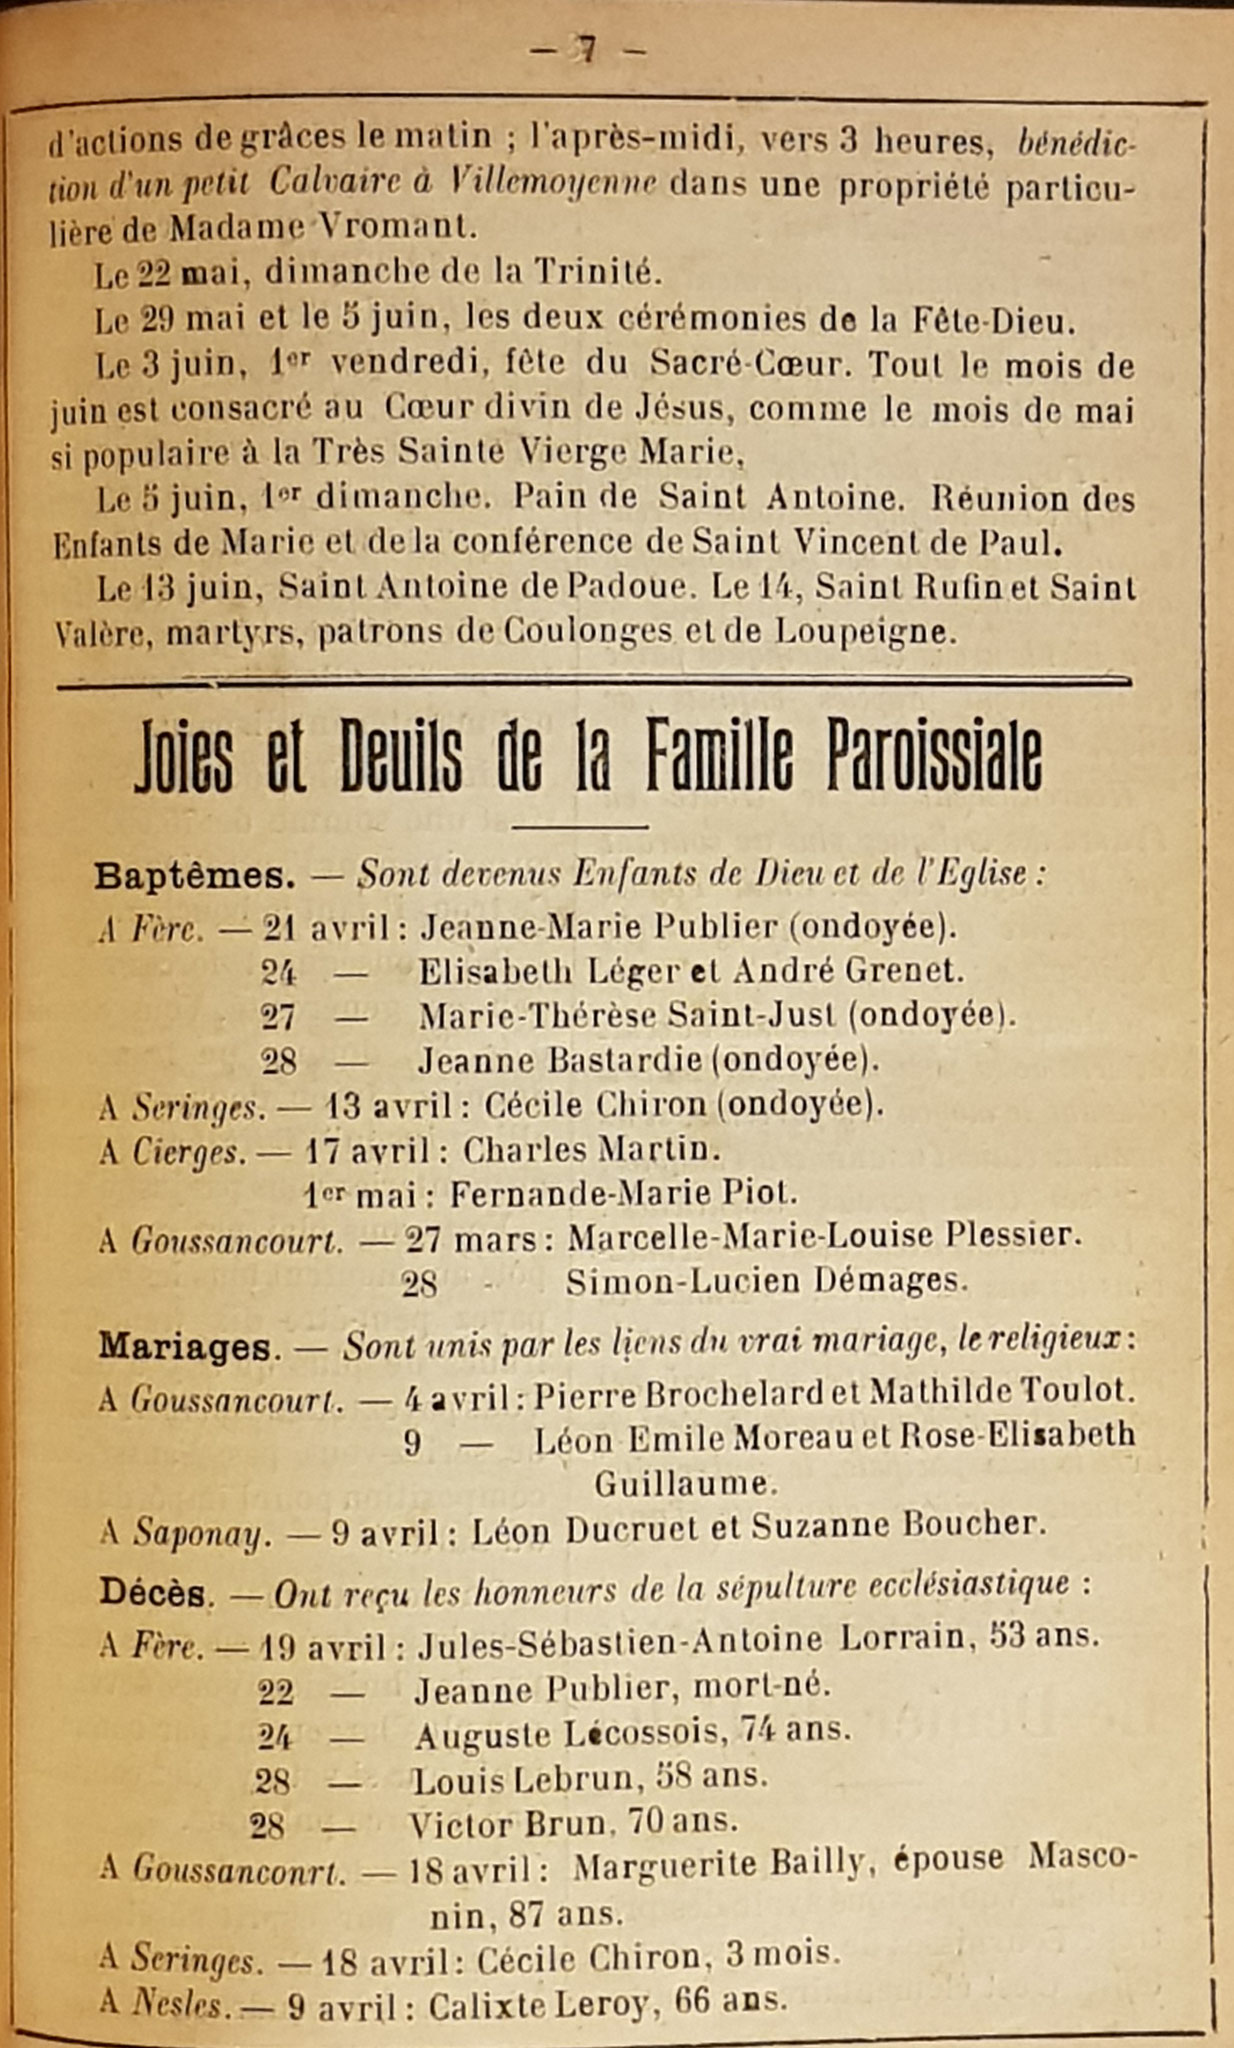 — 7 —
d'actions de grâces le matin ; l'après-midi, vers 3 heures, bénédic-
tion d'un petit Calvaire à Villemoyenne dans une propriété particu-
lière de Madame Vromant.
Le 22 mai, dimanche de la Trinité.
Le 29 mai et le 5 juin, les deux cérémonies de la Fête-Dieu.
Le 3 juin, 1er vendredi, fête du Sacré-Cœur. Tout le mois de
juin est consacré au Cœur divin de Jésus, comme le mois de mai
si populaire à la Très Sainte Vierge Marie,
Le 5 juin, 1er dimanche. Pain de Saint Antoine. Réunion des
Enfants de Marie et de la conférence de Saint Vincent de Paul.
Le 13 juin, Saint Antoine de Padoue. Le 14, Saint Rufin et Saint
Valère, martyrs, patrons de Coulonges et de Loupeigne.
Joies et Deuils de la Famille Paroissiale
Baptêmes. — Sont devenus Enfants de Dieu et de l'Eglise :
A Fère. — 21 avril : Jeanne-Marie Publier (ondoyée).
24 — Elisabeth Léger et André Grenet.
27 — Marie-Thérèse Saint-Just (ondoyée).
28 — Jeanne Bastardie (ondoyée).
A Seringes. — 13 avril : Cécile Chiron (ondoyée).
A Cierges. — 17 avril : Charles Martin.
1er mai : Fernande-Marie Piot.
A Goussancourt. — 27 mars : Marcelle-Marie-Louise Plessier.
28 - Simon-Lucien Démages.
Mariages. — Sont unis par les liens du vrai mariage, le religieux :
A Goussancourt. — 4 avril : Pierre Brochelard et Mathilde Toulot.
9 — Léon Emile Moreau et Rose-Elisabeth
Guillaume.
A Saponay. — 9 avril : Léon Ducruet et Suzanne Boucher.
Décès. — Ont reçu les honneurs de la sépulture ecclésiastique :
A Fère. — 19 avril : Jules-Sébastien-Antoine Lorrain, 53 ans.
22 — Jeanne Publier, mort-né.
24 — Auguste Lécossois, 74 ans.
28 — Louis Lebrun, 58 ans.
28 — Victor Brun, 70 ans.
A Goussanconrt. — 18 avril : Marguerite Bailly, épouse Masco-
nin, 87 ans.
A Seringes. — 18 avril : Cécile Chiron, 3 mois.
A Nesles. — 9 avril : Calixte Leroy, 66 ans.